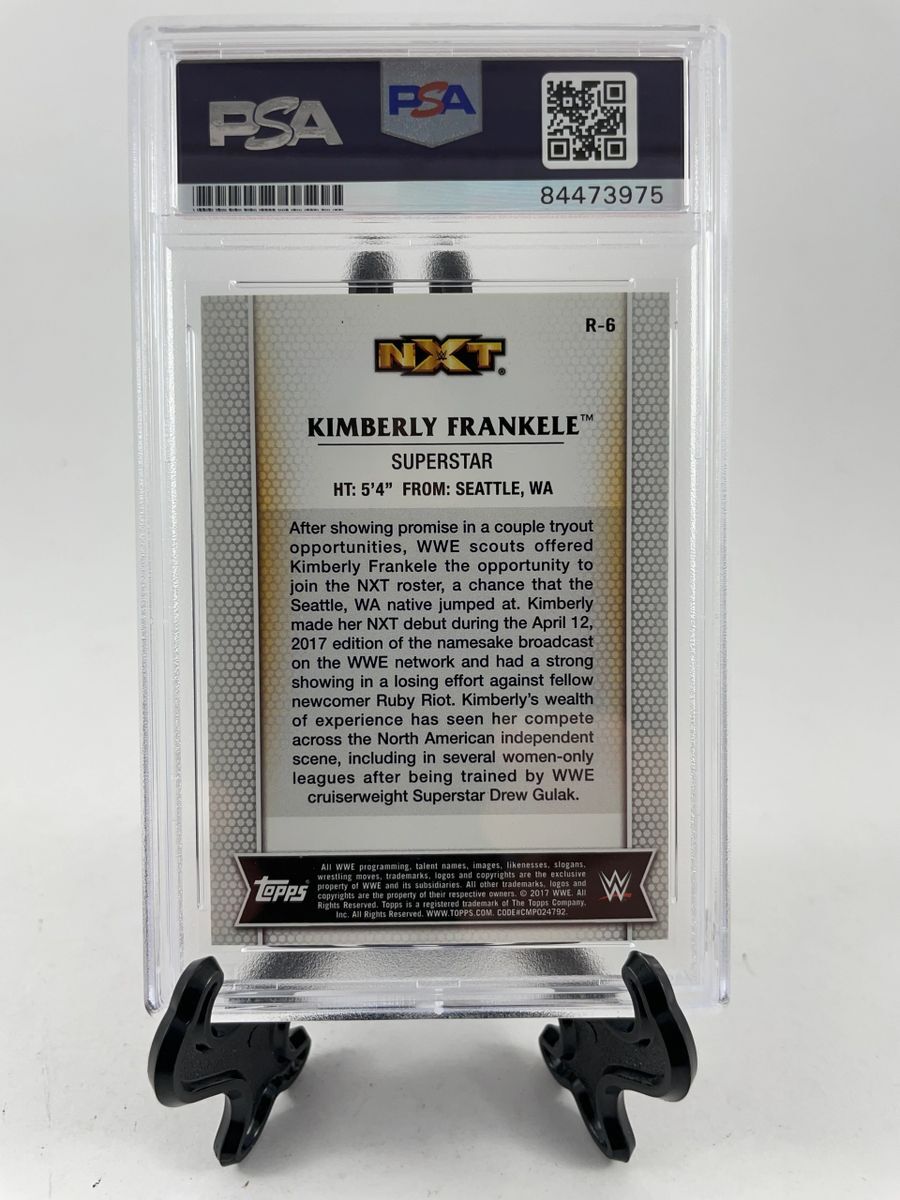 PSA
PSA
84473975
R-6
NXT
KIMBERLY FRANKELE™
SUPERSTAR
HT: 5'4" FROM: SEATTLE, WA
After showing promise in a couple tryout
opportunities, WWE scouts offered
Kimberly Frankele the opportunity to
join the NXT roster, a chance that the
Seattle, WA native jumped at. Kimberly
made her NXT debut during the April 12,
2017 edition of the namesake broadcast
on the WWE network and had a strong
showing in a losing effort against fellow
newcomer Ruby Riot. Kimberly's wealth
of experience has seen her compete
across the North American independent
scene, including in several women-only
leagues after being trained by WWE
cruiserweight Superstar Drew Gulak.
topps
All WWE programming, talent names, images, likenesses, slogans,
wrestling moves, trademarks, logos and copyrights are the exclusive
property of WWE and its subsidiaries. All other trademarks, logos and
copyrights are the property of their respective owners. © 2017 WWE. All
Rights Reserved. Topps is a registered trademark of The Topps Company,
Inc. All Rights Reserved. WWW.TOPPS.COM. CODE#CMP024792.
W